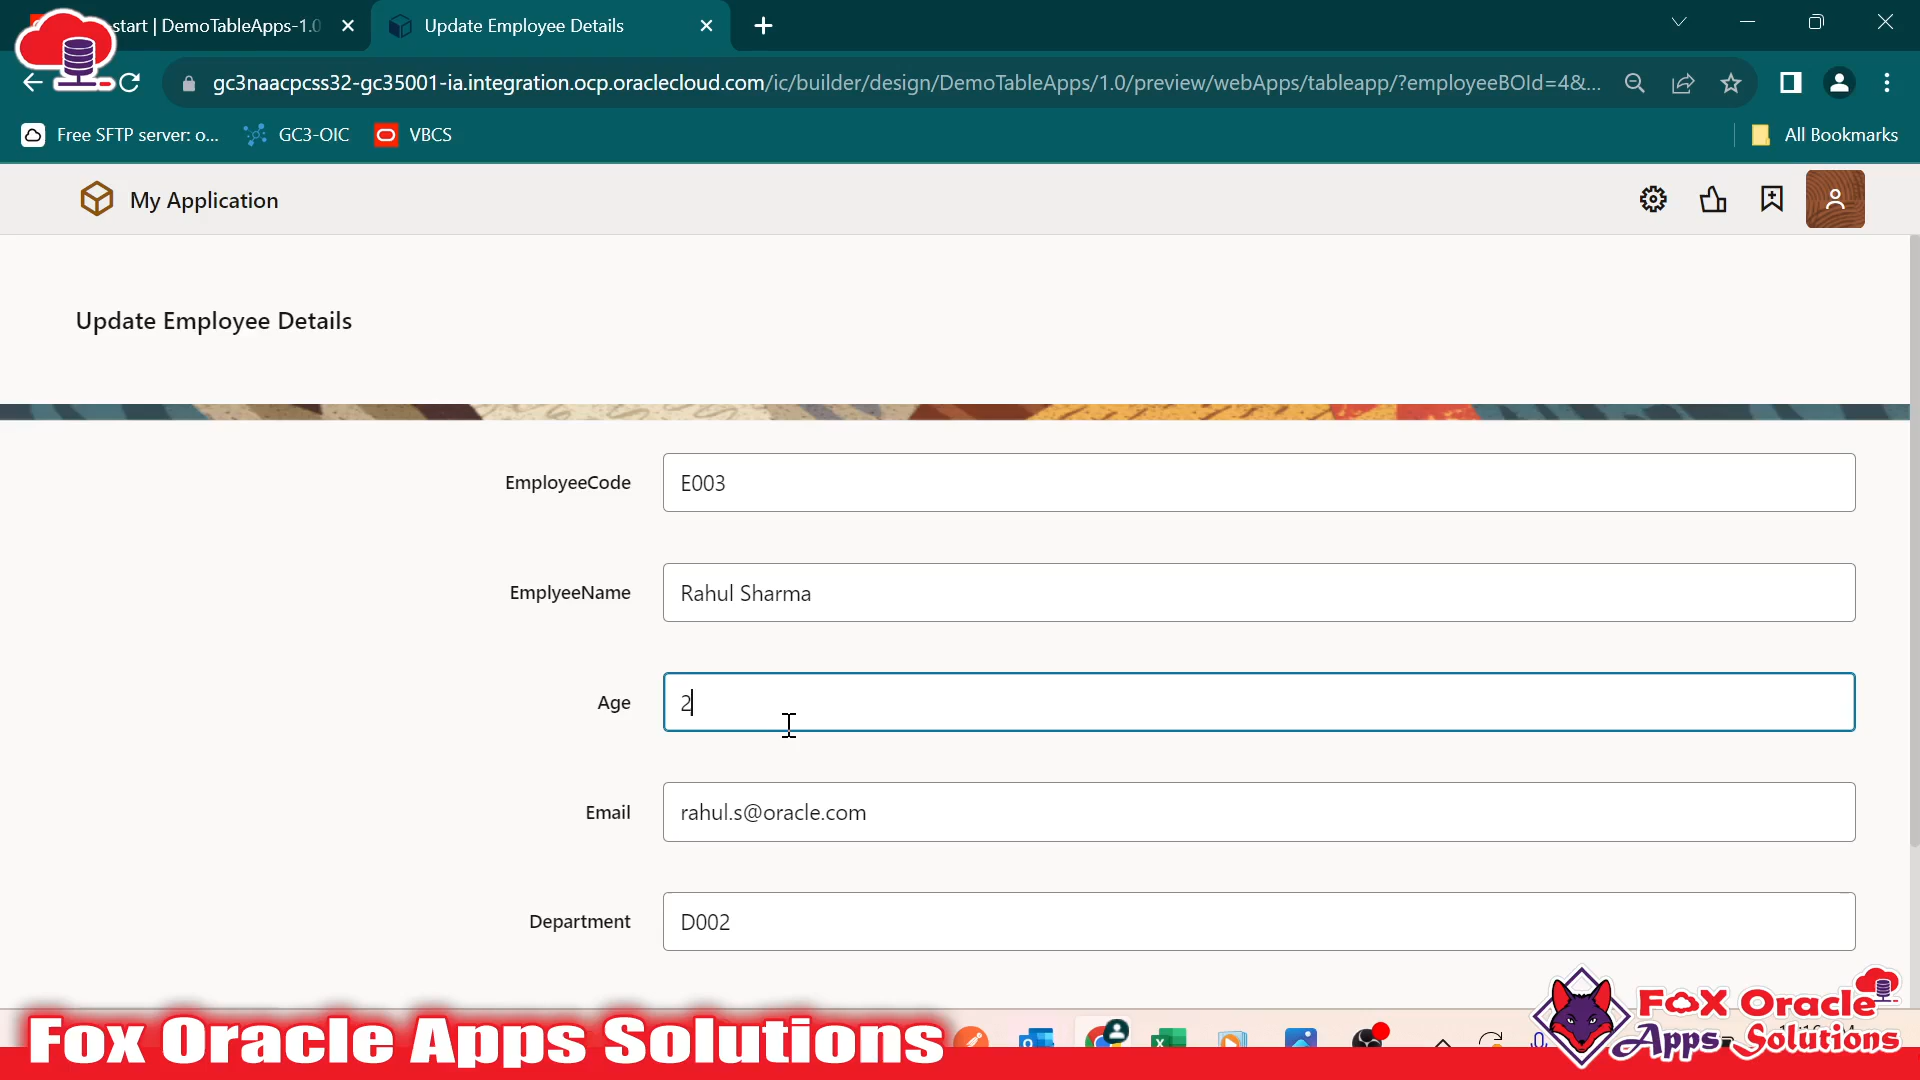 start | DemoTableApps-1.0
Update Employee Details
gc3naacpcss32-gc35001-ia.integration.ocp.oraclecloud.com/ic/builder/design/DemoTableApps/1.0/preview/webApps/tableapp/?employeeBOId=4&...
Free SFTP server: o...
GC3-OIC
VBCS
All Bookmarks
My Application
Update Employee Details
EmployeeCode
E003
EmplyeeName
Rahul Sharma
Age
2
Email
rahul.s@oracle.com
Department
D002
Fox Oracle Apps Solutions
Fox Oracle
Apps Solutions